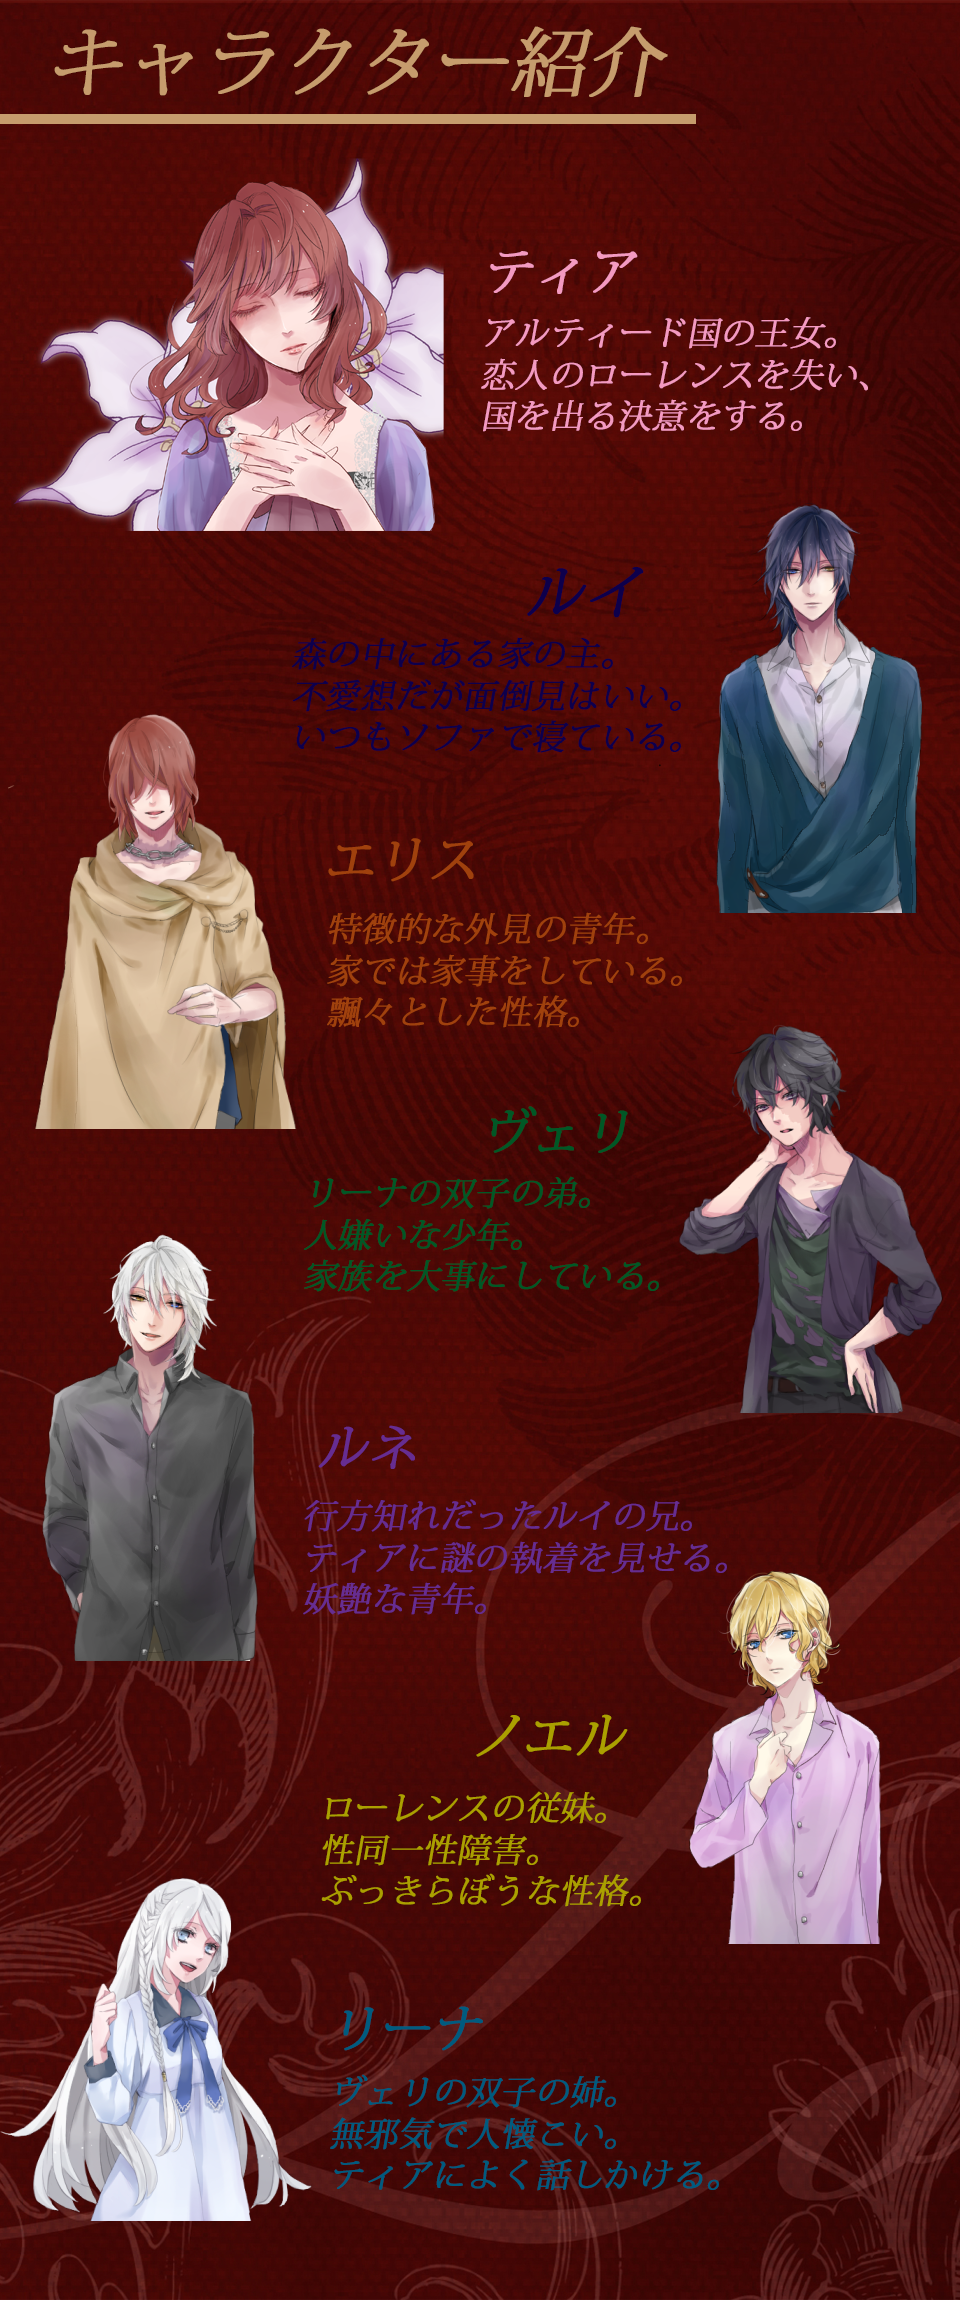 キャラクター紹介
ティア
アルティード国の王女。
恋人のローレンスを失い、
国を出る決意をする。
ルイ
森の中にある家の主。
不愛想だが面倒見はいい。
いつもソファで寝ている。
エリス
特徴的な外見の青年。
家では家事をしている。
飄々とした性格。
ヴェリ
リーナの双子の弟。
人嫌いな少年。
家族を大事にしている。
ルネ
行方知れだったルイの兄。
ティアに謎の執着を見せる。
妖艶な青年。
ノエル
ローレンスの従妹。
性同一性障害。
ぶっきらぼうな性格。
リーナ
ヴェリの双子の姉。
無邪気で人懐こい。
ティアによく話しかける。